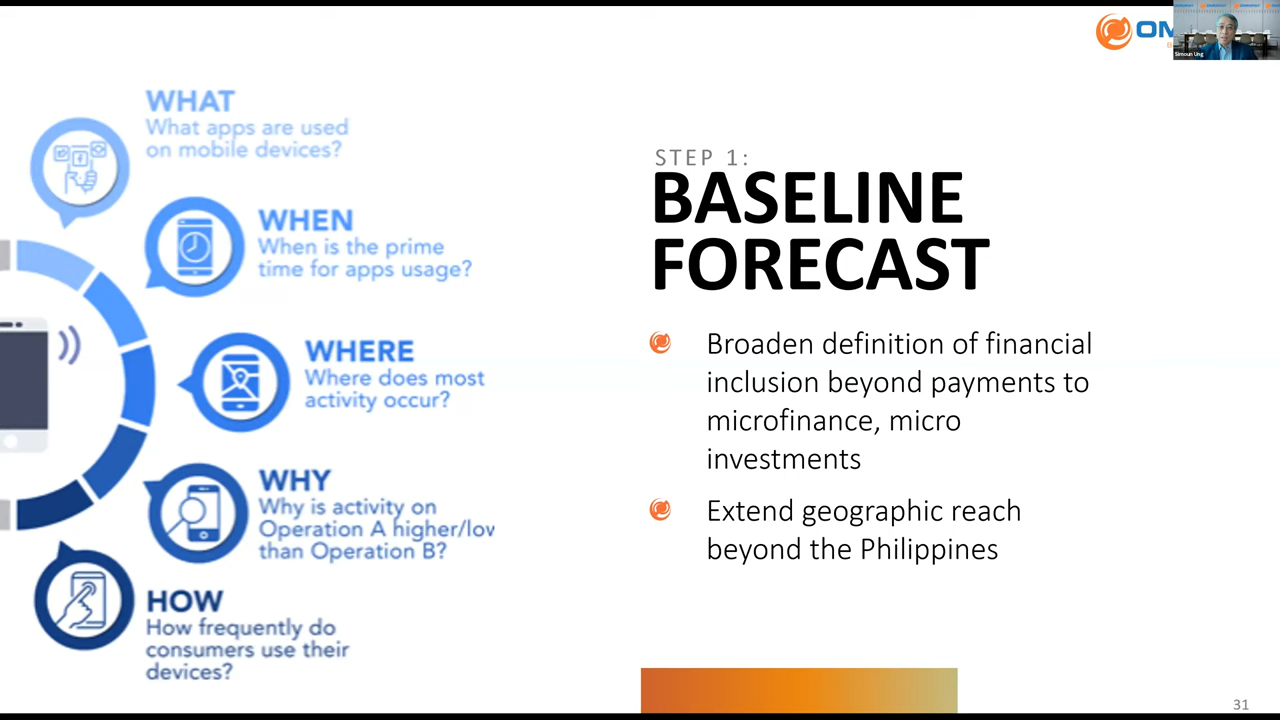 WHAT
What apps are used
on mobile devices?
WHEN
When is the prime
time for apps usage?
WHERE
Where does most
activity occur?
WHY
Why is activity on
Operation A higher/low
than Operation B?
HOW
How frequently do
consumers use their
devices?
STEP 1:
BASELINE
FORECAST
Broaden definition of financial
inclusion beyond payments to
microfinance, micro
investments
Extend geographic reach
beyond the Philippines
Simoun Ung
31